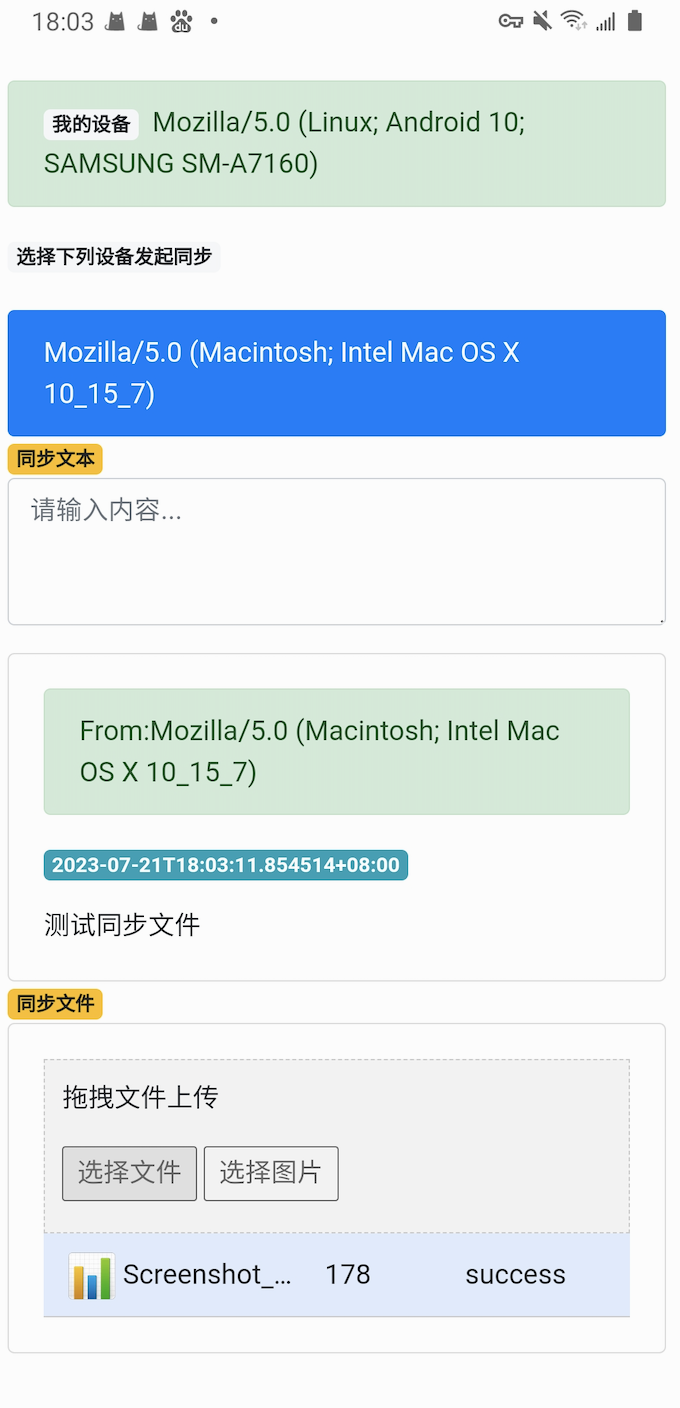 18:03
我的设备 Mozilla/5.0 (Linux; Android 10;
SAMSUNG SM-A7160)
选择下列设备发起同步
Mozilla/5.0 (Macintosh; Intel Mac OS X
10_15_7)
同步文本
请输入内容...
From:Mozilla/5.0 (Macintosh; Intel Mac
OS X 10_15_7)
2023-07-21T18:03:11.854514+08:00
测试同步文件
同步文件
拖拽文件上传
选择文件 选择图片
Screenshot_... 178 success